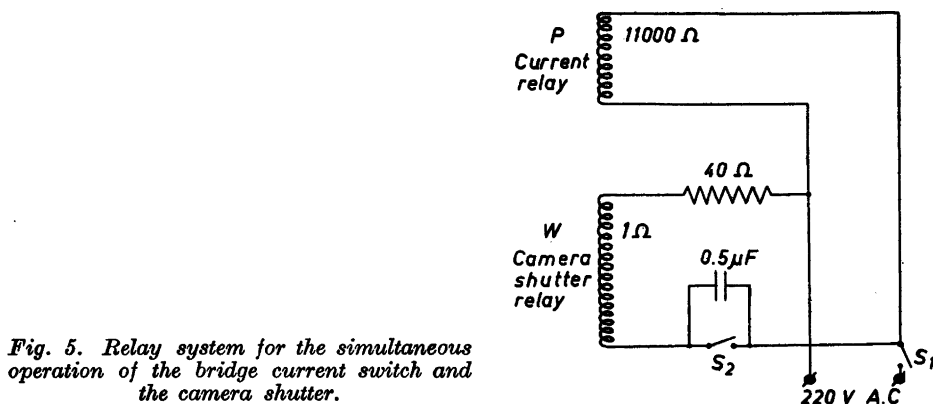 P
Current
relay
11000 Ω
40 Ω
W
Camera
shutter
relay
1Ω
0.5μF
S2
S1
220 V A.C
Fig. 5. Relay system for the simultaneous
operation of the bridge current switch and
the camera shutter.